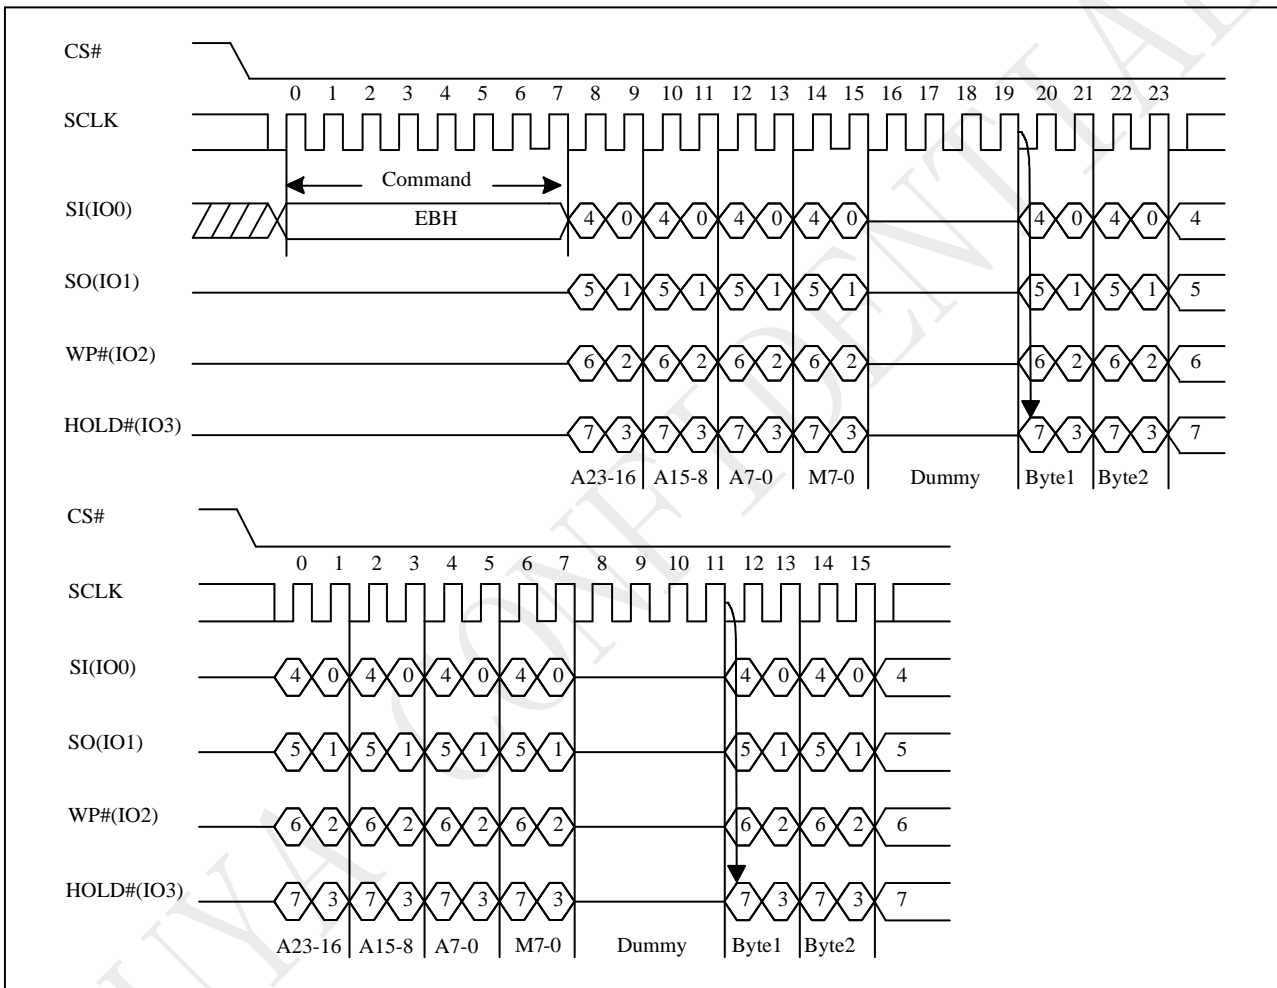 CS#
0 1 2 3 4 5 6 7 8 9 10 11 12 13 14 15 16 17 18 19 20 21 22 23
SCLK
Command
SI(IO0) EBH 4 0 4 0 4 0 4 0 4 0 4 0 4
SO(IO1) 5 1 5 1 5 1 5 1 5 1 5 1 5
WP#(IO2) 6 2 6 2 6 2 6 2 6 2 6 2 6
HOLD#(IO3) 7 3 7 3 7 3 7 3 7 3 7 3 7
A23-16 A15-8 A7-0 M7-0 Dummy Byte1 Byte2
CS#
0 1 2 3 4 5 6 7 8 9 10 11 12 13 14 15
SCLK
SI(IO0) 4 0 4 0 4 0 4 0 4 0 4 0 4
SO(IO1) 5 1 5 1 5 1 5 1 5 1 5 1 5
WP#(IO2) 6 2 6 2 6 2 6 2 6 2 6 2 6
HOLD#(IO3) 7 3 7 3 7 3 7 3 7 3 7 3 7
A23-16 A15-8 A7-0 M7-0 Dummy Byte1 Byte2
UYA CONFIDENTIAL